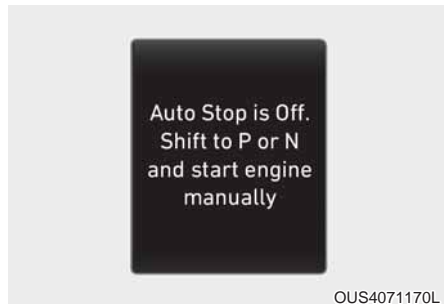 Auto Stop is Off.
Shift to P or N
and start engine
manually
OUS4071170L